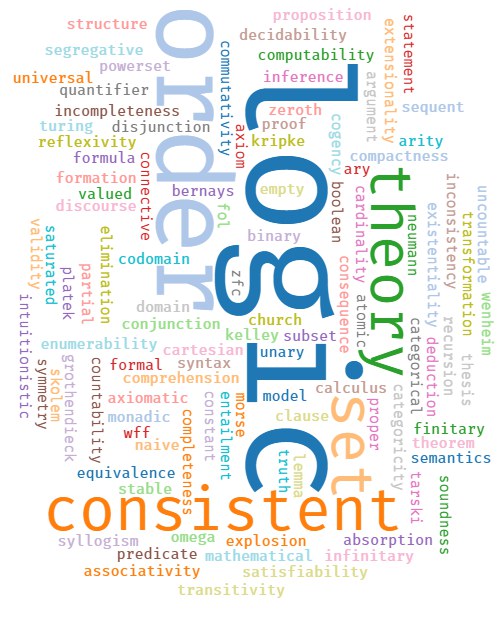 proposition
structure
order
statement
decidability
extensionality
segregative
commutativity
computability
powerset
logic
universal
inference
argument
quantifier
sequent
incompleteness
zeroth
cogency
turing
disjunction
axiom
proof
arity
reflexivity
kripke
formula
connective
compactness
formation
ary
theory
valued
bernays
empty
boolean
cardinality
neumann
inconsistency
uncountable
discourse
fol
existentiality
transformation
validity
saturated
elimination
binary
codomain
consequence
platek
partial
zfc
intuitionistic
domain
atomic
wenheim
conjunction
church
categorical
recursion
kelley
subset
deduction
enumerability
cartesian
unary
thesis
symmetry
skolem
grothendieck
countability
formal
syntax
comprehension
calculus
axiomatic
constant
entailment
morse
model
set
proper
categoricity
monadic
completeness
clause
finitary
wff
naive
theorem
truth
lemma
semantics
equivalence
tarski
soundness
stable
consistent
omega
syllogism
explosion
absorption
predicate
mathematical
infinitary
associativity
satisfiability
transitivity